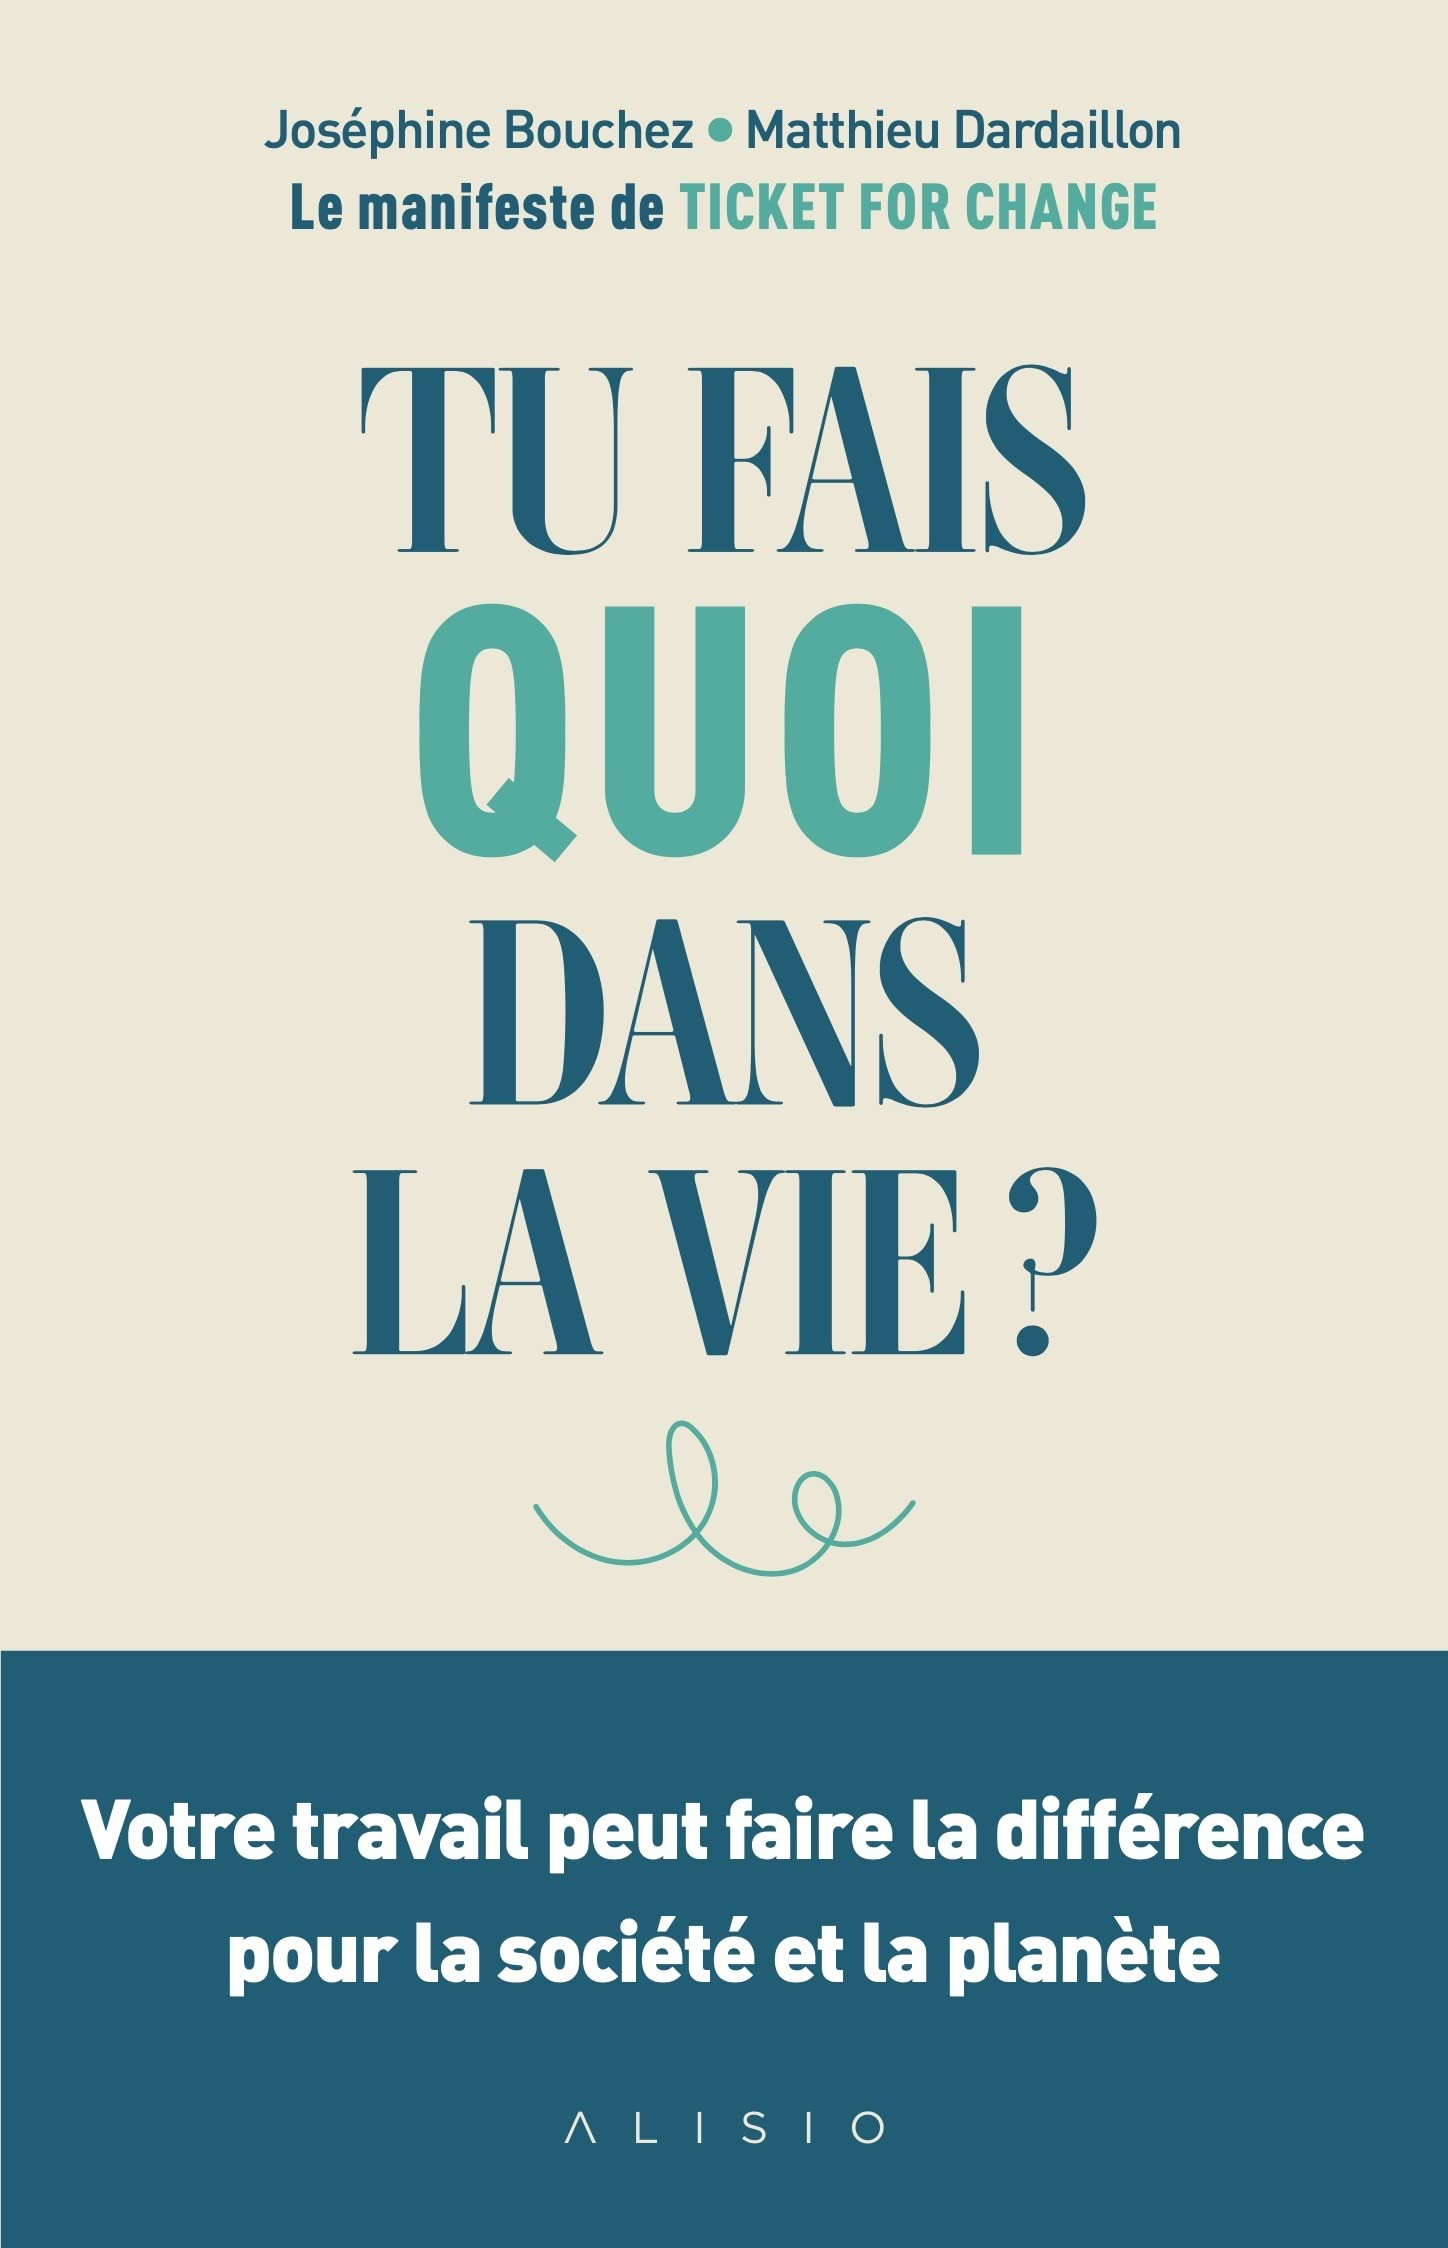 Joséphine Bouchez • Matthieu Dardaillon
Le manifeste de TICKET FOR CHANGE
TU FAIS
QUOI
DANS
LA VIE ?
Votre travail peut faire la différence
pour la société et la planète
ALISIO